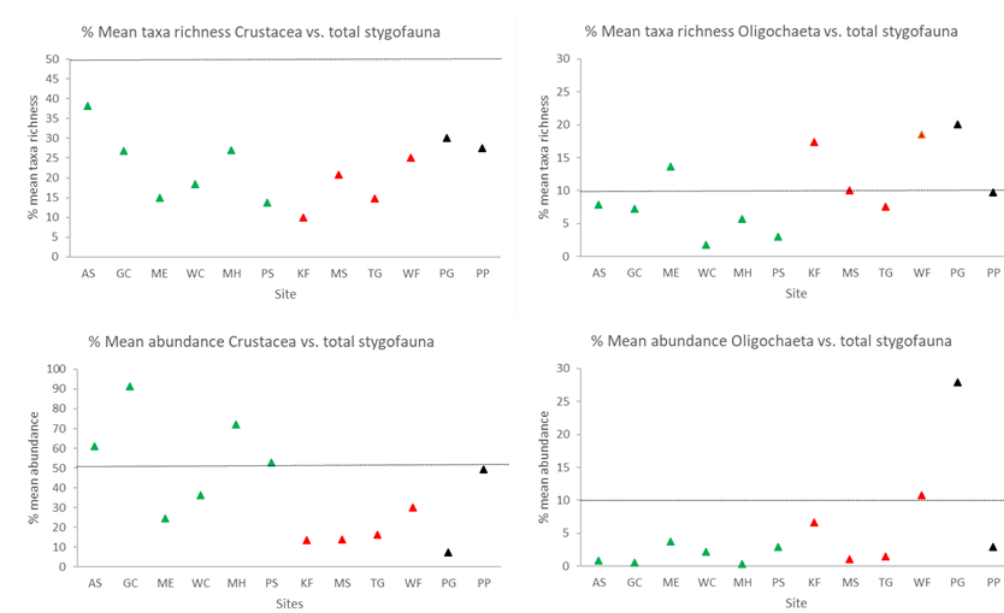 % Mean taxa richness Crustacea vs. total stygofauna
% mean taxa richness
50
45
40
35
30
25
20
15
10
5
0
AS GC ME WC MH PS KF MS TG WF PG PP
Site
% Mean taxa richness Oligochaeta vs. total stygofauna
% mean taxa richness
30
25
20
15
10
5
0
AS GC ME WC MH PS KF MS TG WF PG PP
Site
% Mean abundance Crustacea vs. total stygofauna
% mean abundance
100
90
80
70
60
50
40
30
20
10
0
AS GC ME WC MH PS KF MS TG WF PG PP
Sites
% Mean abundance Oligochaeta vs. total stygofauna
% mean abundance
30
25
20
15
10
5
0
AS GC ME WC MH PS KF MS TG WF PG PP
Site